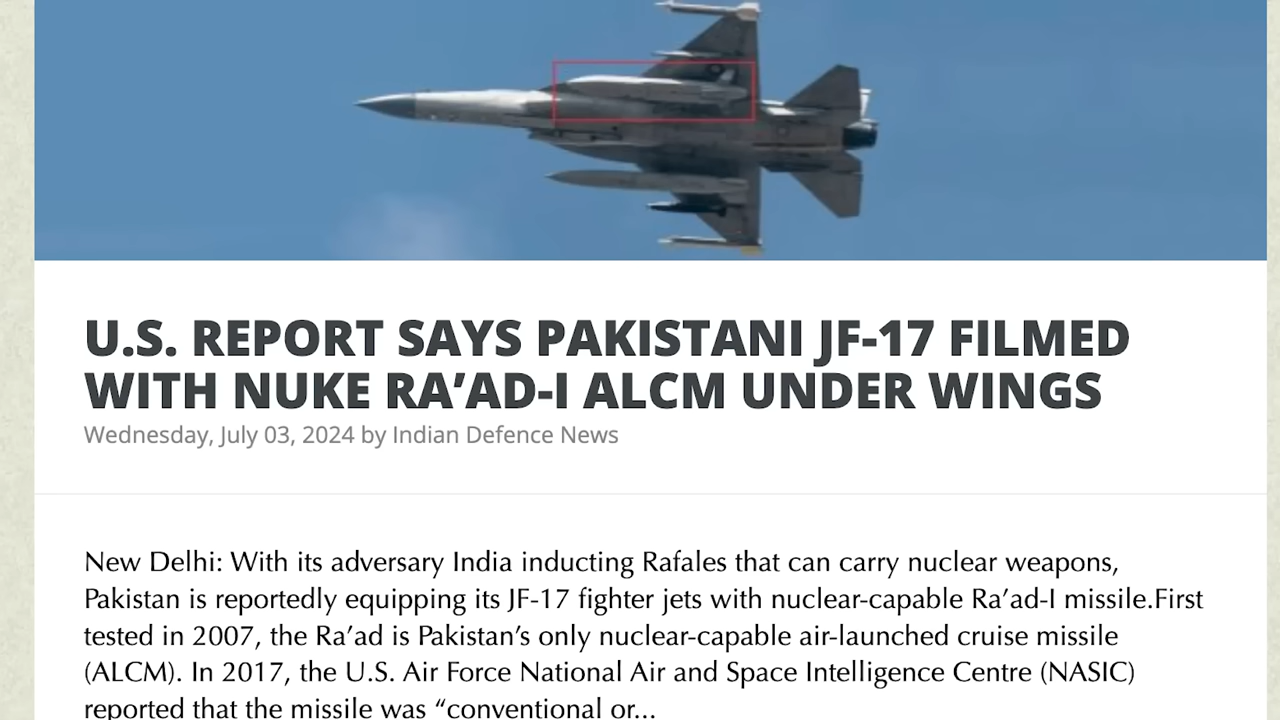 U.S. REPORT SAYS PAKISTANI JF-17 FILMED
WITH NUKE RA’AD-I ALCM UNDER WINGS
Wednesday, July 03, 2024 by Indian Defence News
New Delhi: With its adversary India inducting Rafales that can carry nuclear weapons,
Pakistan is reportedly equipping its JF-17 fighter jets with nuclear-capable Ra’ad-I missile.First
tested in 2007, the Ra’ad is Pakistan’s only nuclear-capable air-launched cruise missile
(ALCM). In 2017, the U.S. Air Force National Air and Space Intelligence Centre (NASIC)
reported that the missile was “conventional or...